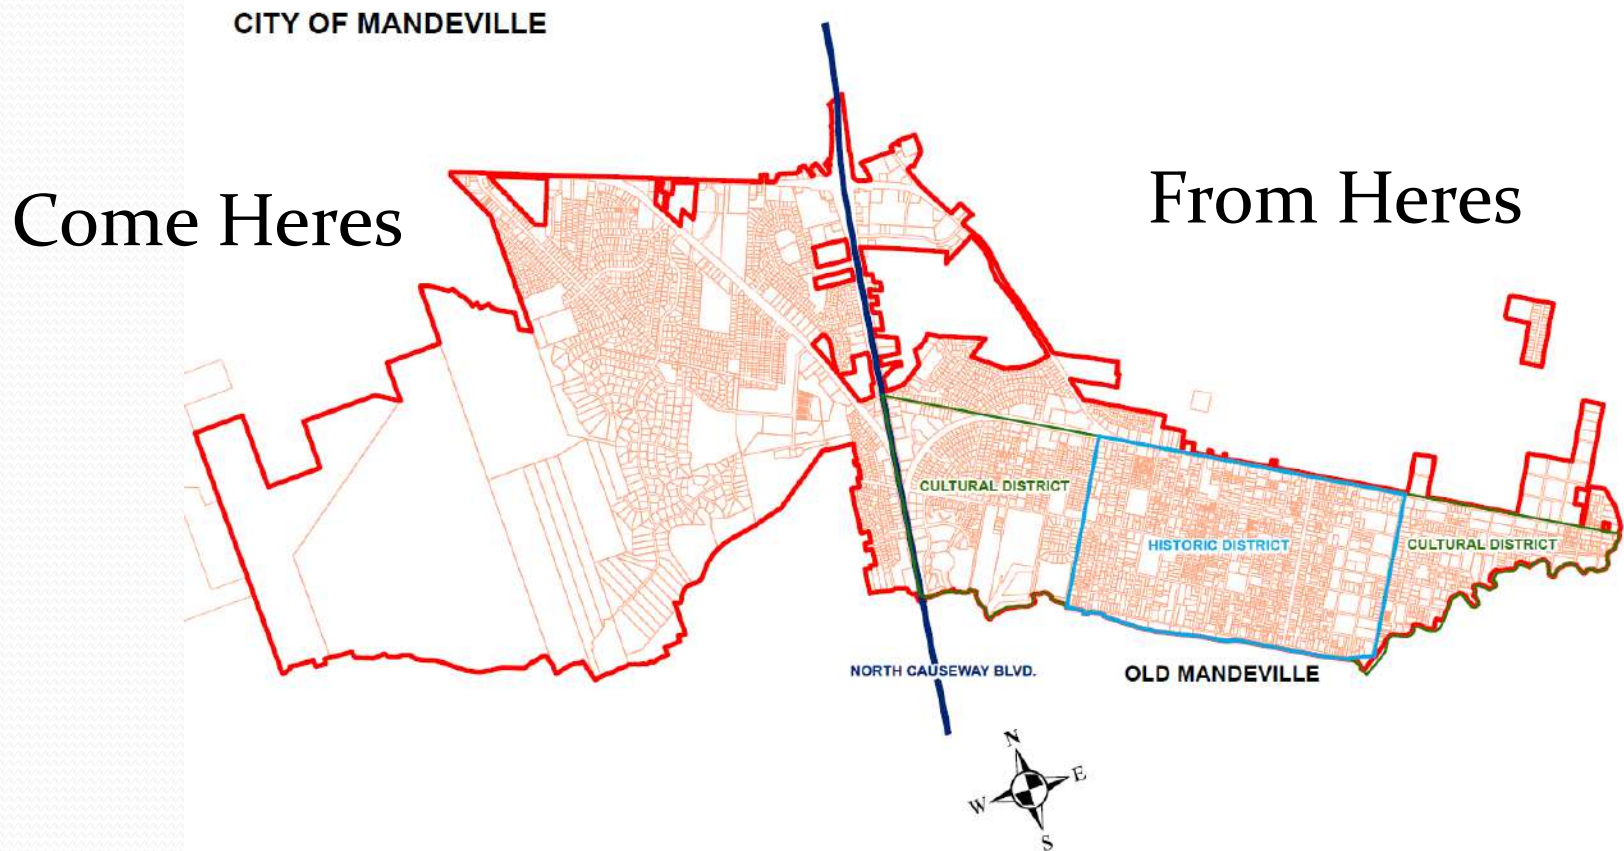 CITY OF MANDEVILLE
Come Heres
From Heres
CULTURAL DISTRICT
HISTORIC DISTRICT
CULTURAL DISTRICT
NORTH CAUSEWAY BLVD.
OLD MANDEVILLE
N
E
W
S